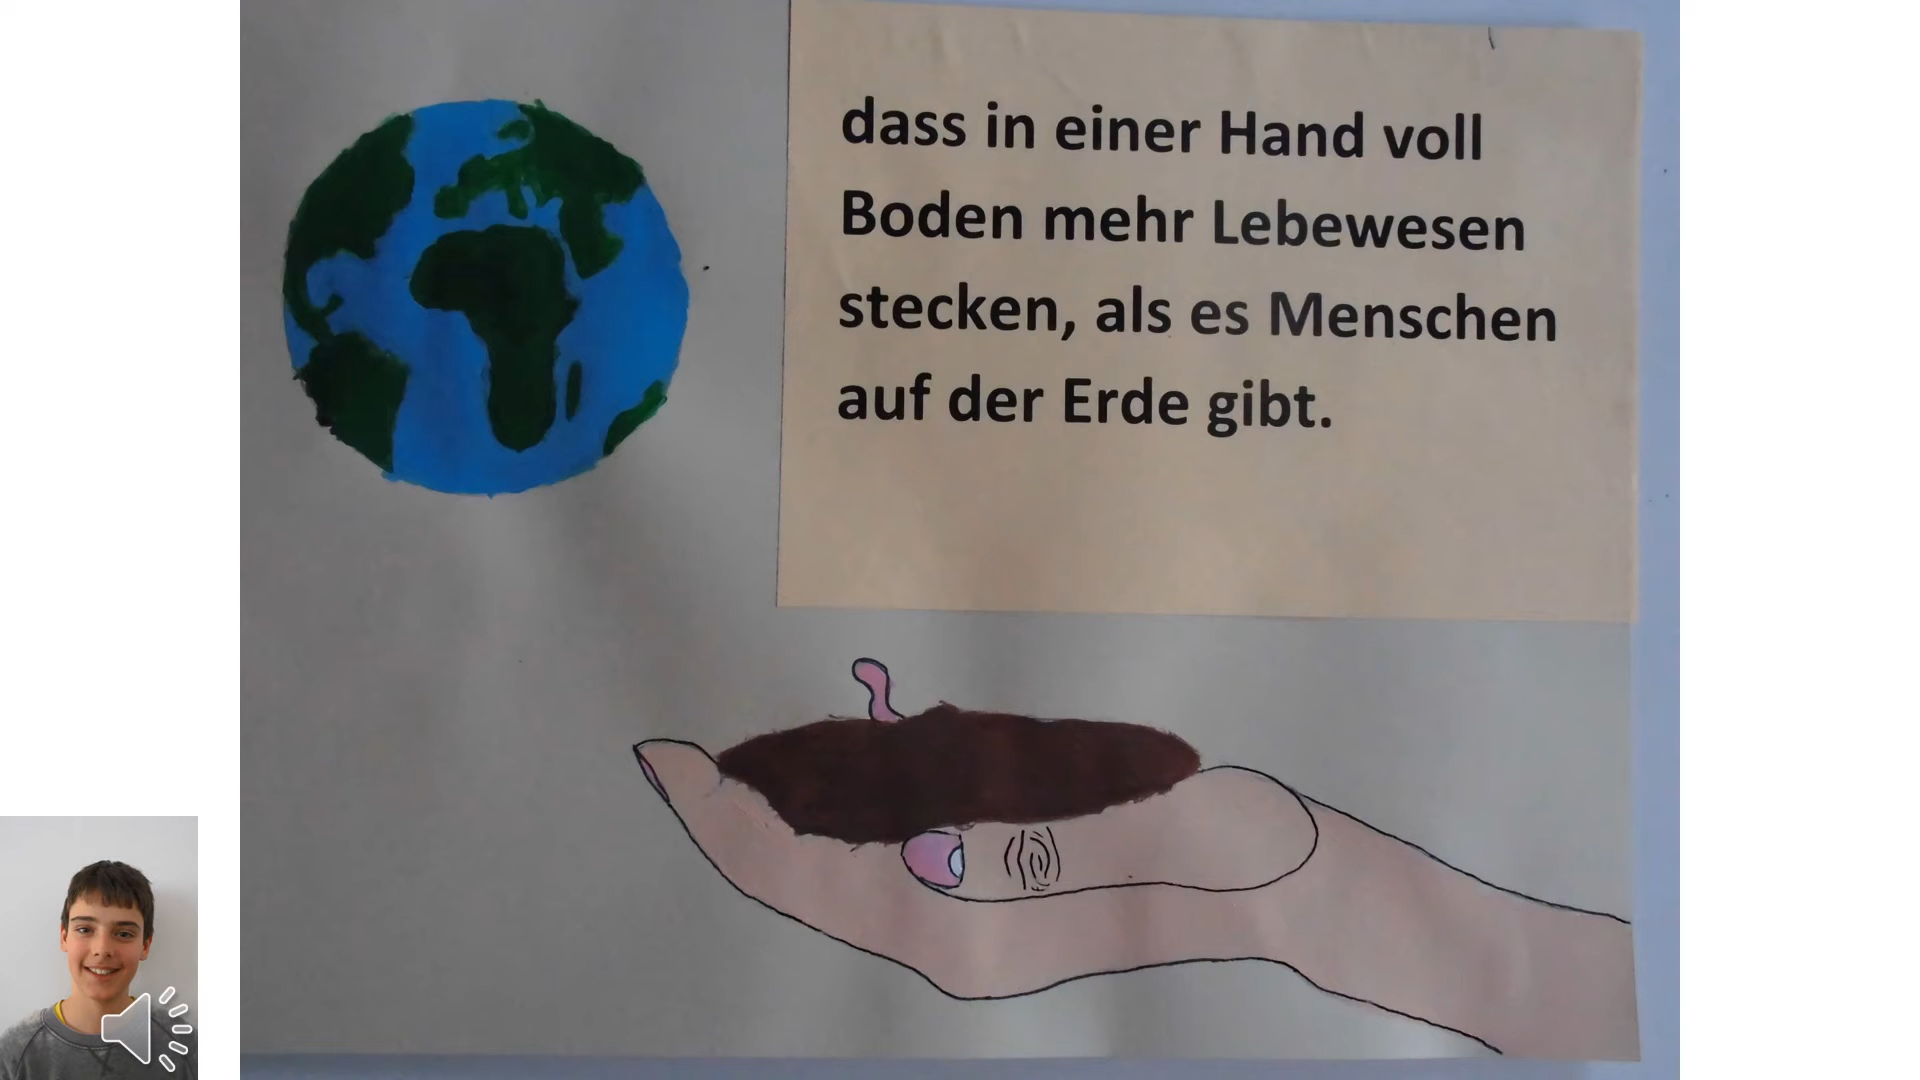 dass in einer Hand voll
Boden mehr Lebewesen
stecken, als es Menschen
auf der Erde gibt.